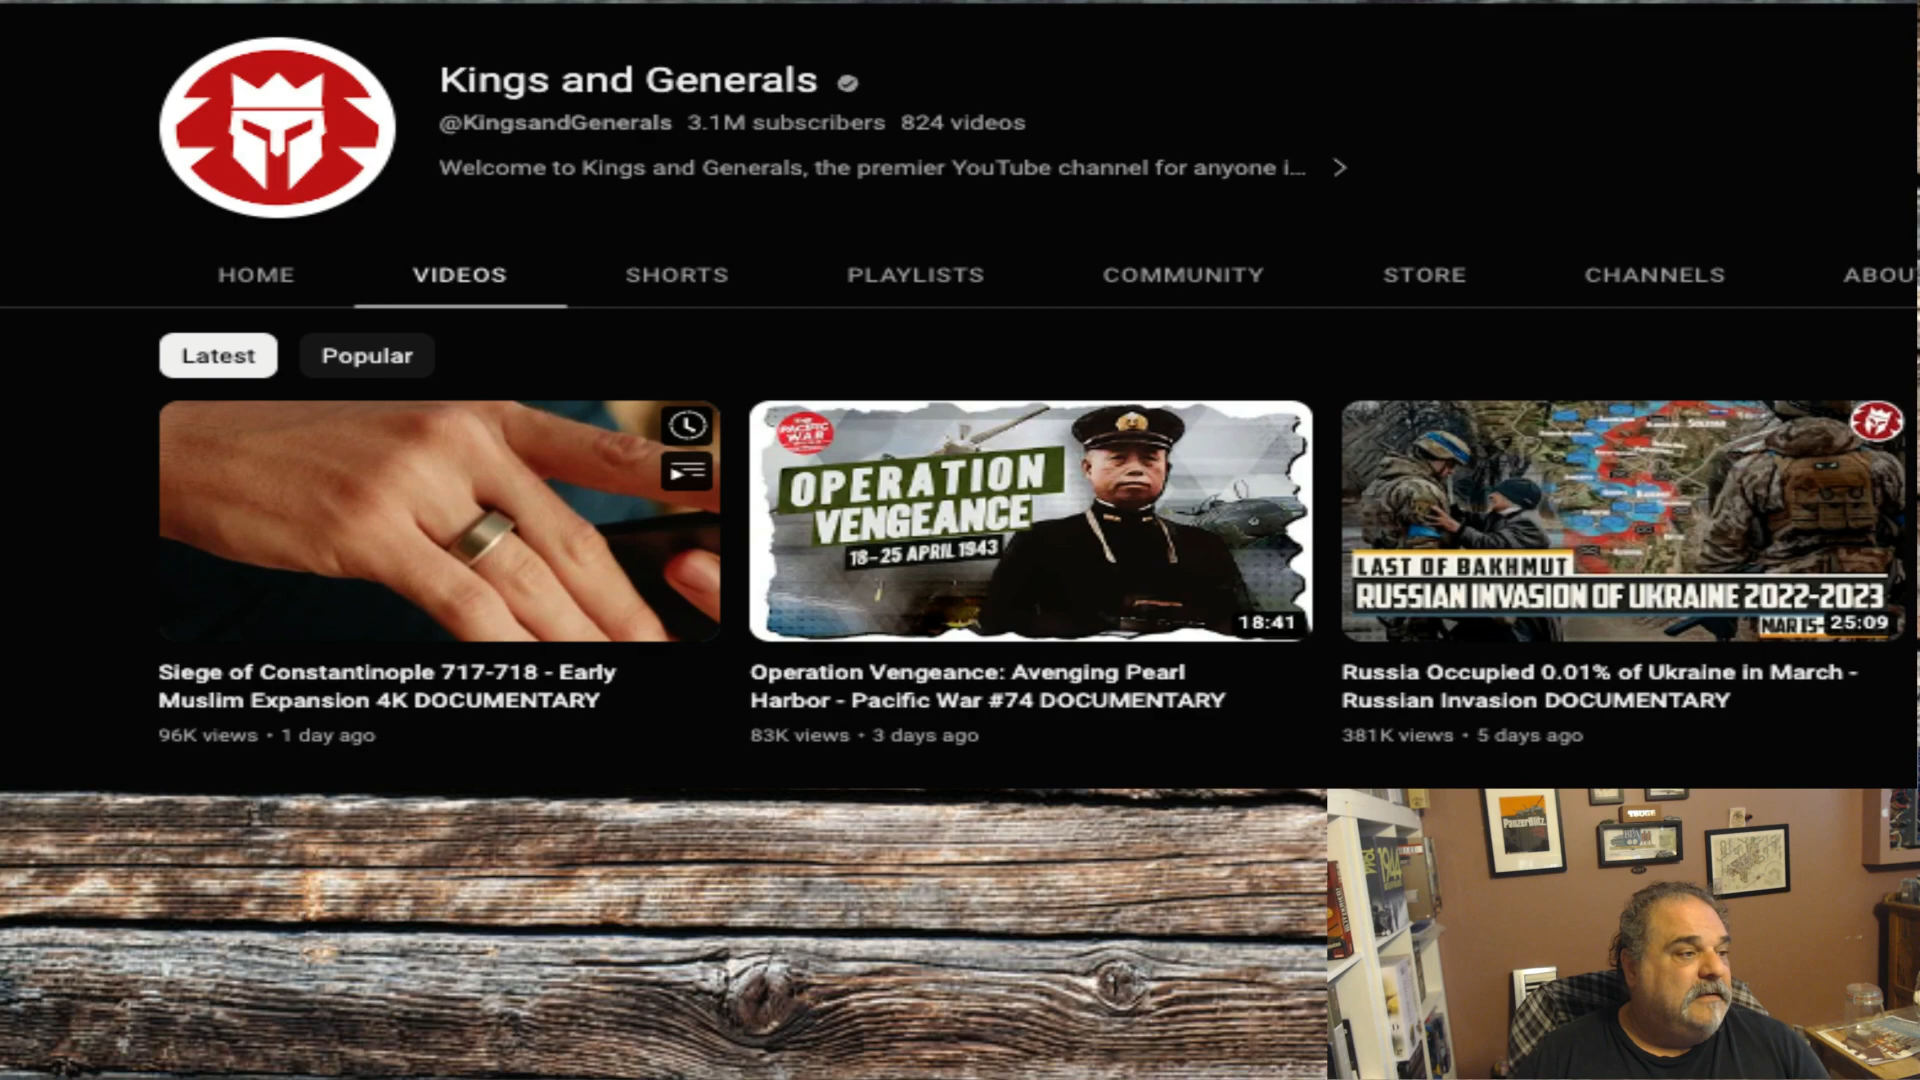 Kings and Generals
@KingsandGenerals 3.1M subscribers 824 videos
Welcome to Kings and Generals, the premier YouTube channel for anyone i...
HOME VIDEOS SHORTS PLAYLISTS COMMUNITY STORE CHANNELS ABOU
Latest Popular
THE PACIFIC WAR
OPERATION
VENGEANCE
18-25 APRIL 1943
18:41
LAST OF BAKHMUT
RUSSIAN INVASION OF UKRAINE 2022-2023
MAR 15-
25:09
Siege of Constantinople 717-718 - Early
Muslim Expansion 4K DOCUMENTARY
96K views • 1 day ago
Operation Vengeance: Avenging Pearl
Harbor - Pacific War #74 DOCUMENTARY
83K views • 3 days ago
Russia Occupied 0.01% of Ukraine in March -
Russian Invasion DOCUMENTARY
381K views • 5 days ago
PanzerBlitz
1944